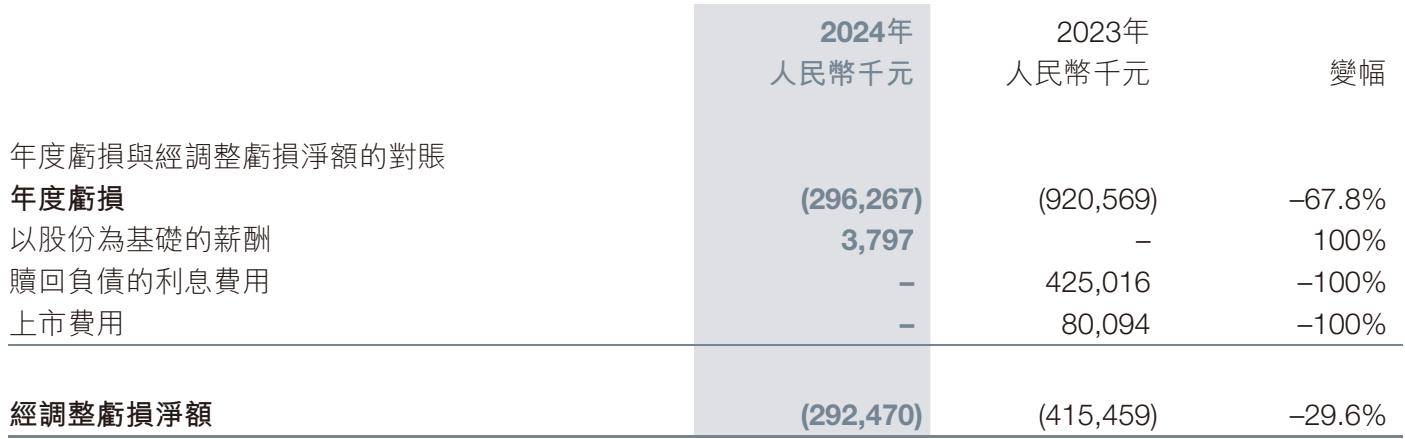 2024年 2023年
人民幣千元 人民幣千元 變幅
年度虧損與經調整虧損淨額的對賬
年度虧損 (296,267) (920,569) –67.8%
以股份為基礎的薪酬 3,797 – 100%
贖回負債的利息費用 – 425,016 –100%
上市費用 – 80,094 –100%
經調整虧損淨額 (292,470) (415,459) –29.6%